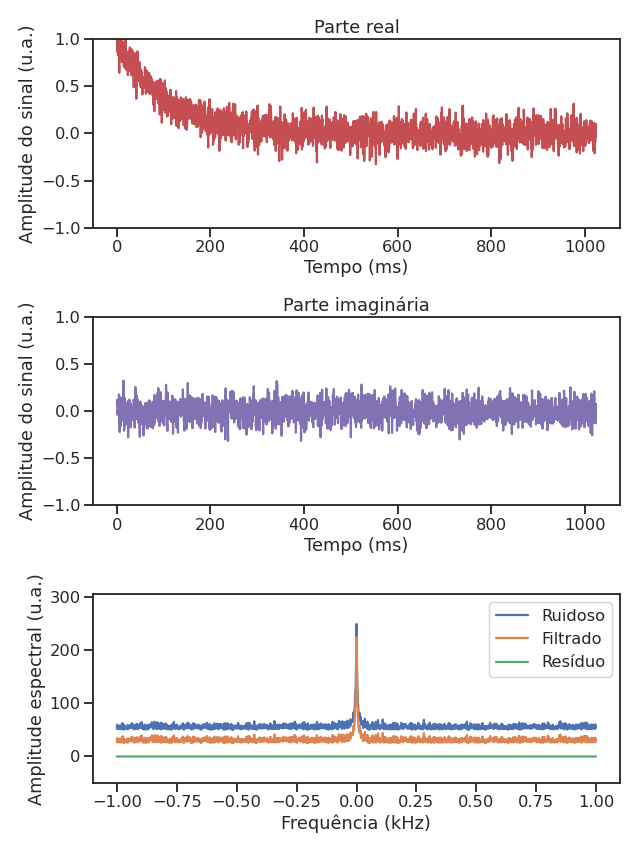 Parte real
Amplitude do sinal (u.a.)
1.0
0.5
0.0
−0.5
−1.0
0 200 400 600 800 1000
Tempo (ms)
Parte imaginária
Amplitude do sinal (u.a.)
1.0
0.5
0.0
−0.5
−1.0
0 200 400 600 800 1000
Tempo (ms)
Amplitude espectral (u.a.)
300
200
100
0
Ruidoso
Filtrado
Resíduo
−1.00 −0.75 −0.50 −0.25 0.00 0.25 0.50 0.75 1.00
Frequência (kHz)